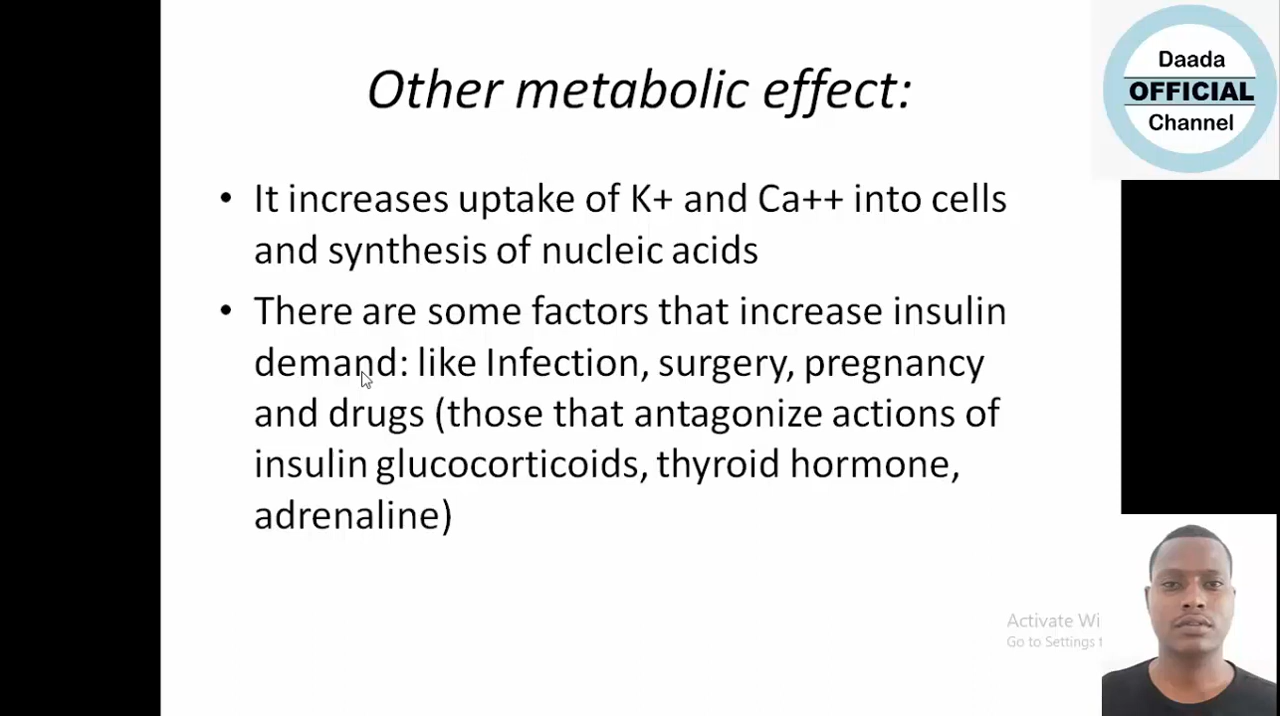 Other metabolic effect:
• It increases uptake of K+ and Ca++ into cells
and synthesis of nucleic acids
• There are some factors that increase insulin
demand: like Infection, surgery, pregnancy
and drugs (those that antagonize actions of
insulin glucocorticoids, thyroid hormone,
adrenaline)
Daada
OFFICIAL
Channel
Activate Wi
Go to Settings t